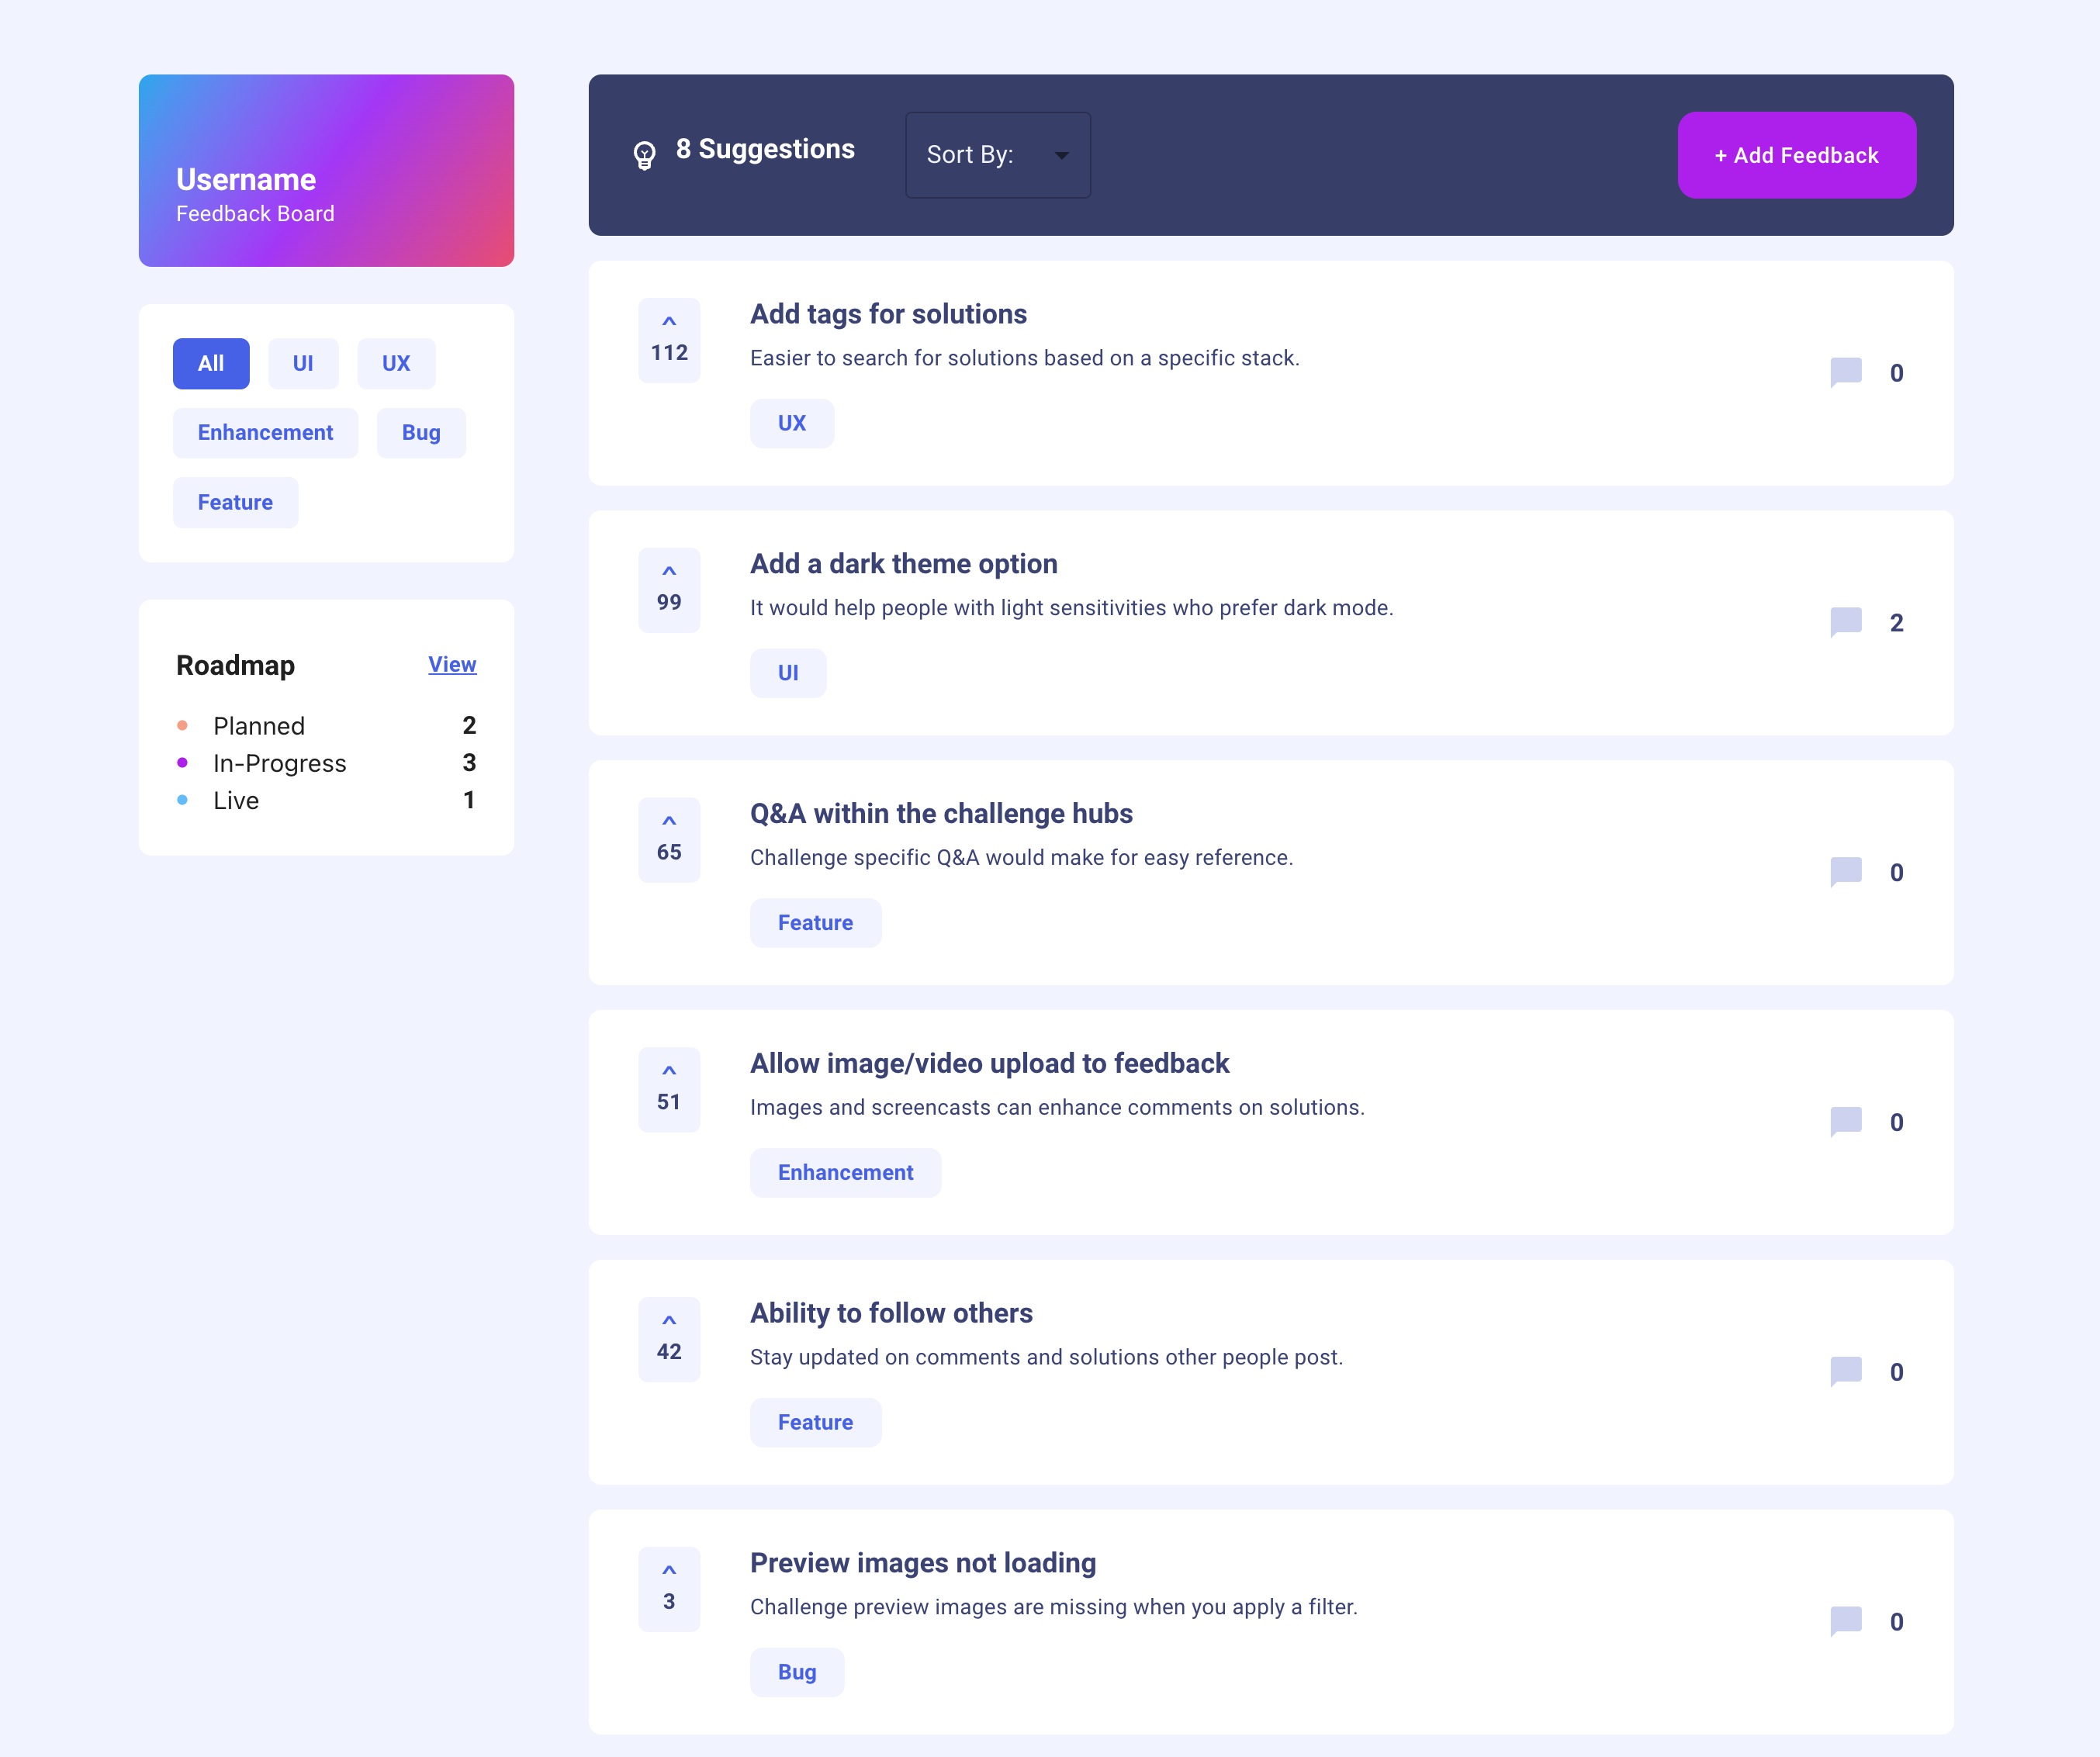 Username
Feedback Board
All UI UX
Enhancement Bug
Feature
Roadmap View
Planned 2
In-Progress 3
Live 1
8 Suggestions Sort By: + Add Feedback
112
Add tags for solutions
Easier to search for solutions based on a specific stack.
UX
0
99
Add a dark theme option
It would help people with light sensitivities who prefer dark mode.
UI
2
65
Q&A within the challenge hubs
Challenge specific Q&A would make for easy reference.
Feature
0
51
Allow image/video upload to feedback
Images and screencasts can enhance comments on solutions.
Enhancement
0
42
Ability to follow others
Stay updated on comments and solutions other people post.
Feature
0
3
Preview images not loading
Challenge preview images are missing when you apply a filter.
Bug
0